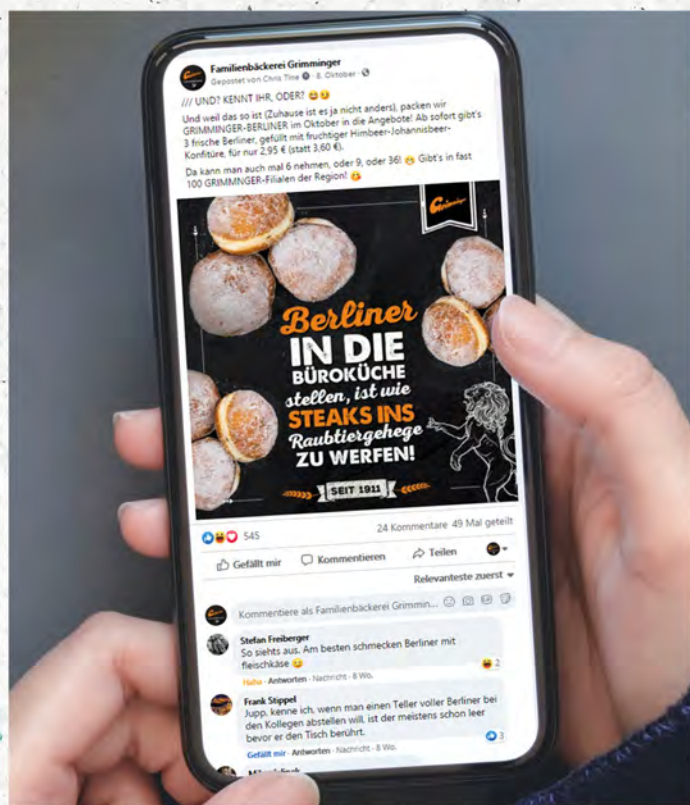 Familienbäckerei Grimminger
Gepostet von Chris Tine · 8. Oktober ·
/// UND? KENNT IHR, ODER? 😄😉
Und weil das so ist (Zuhause ist es ja nicht anders), packen wir
GRIMMINGER-BERLINER im Oktober in die Angebote! Ab sofort gibt's
3 frische Berliner, gefüllt mit fruchtiger Himbeer-Johannisbeer-
Konfitüre, für nur 2,95 € (statt 3,60 €).
Da kann man auch mal 6 nehmen, oder 9, oder 36! 😁 Gibt's in fast
100 GRIMMNGER-Filialen der Region! 🥰
Grimminger
Berliner
IN DIE
BÜROKÜCHE
stellen, ist wie
STEAKS INS
Raubtiergehege
ZU WERFEN!
SEIT 1911
545
24 Kommentare 49 Mal geteilt
Gefällt mir Kommentieren Teilen
Relevanteste zuerst
Kommentiere als Familienbäckerei Grimmin...
GIF
Stefan Freiberger
So siehts aus. Am besten schmecken Berliner mit
fleischkäse 😉
2
Haha · Antworten · Nachricht · 8 Wo.
Frank Stippel
Jupp, kenne ich, wenn man einen Teller voller Berliner bei
den Kollegen abstellen will, ist der meistens schon leer
bevor er den Tisch berührt.
3
Gefällt mir · Antworten · Nachricht · 8 Wo.